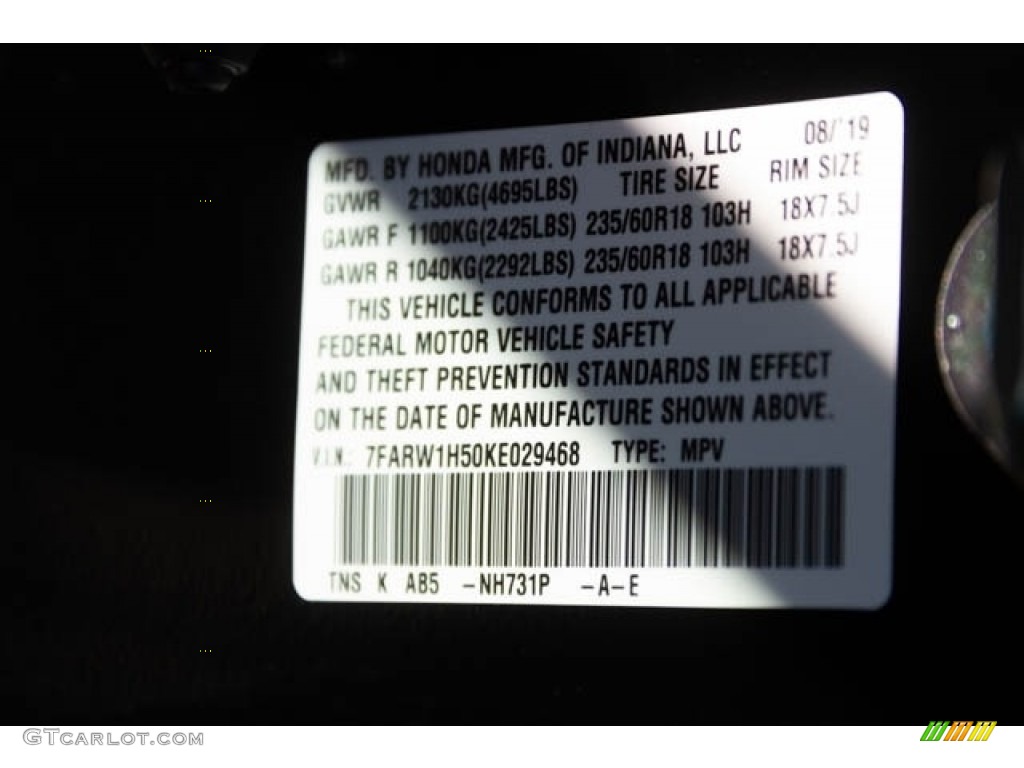 MFD. BY HONDA MFG. OF INDIANA, LLC 08/'19
GVWR 2130KG(4695LBS) TIRE SIZE RIM SIZE
GAWR F 1100KG(2425LBS) 235/60R18 103H 18X7.5J
GAWR R 1040KG(2292LBS) 235/60R18 103H 18X7.5J
THIS VEHICLE CONFORMS TO ALL APPLICABLE
FEDERAL MOTOR VEHICLE SAFETY
AND THEFT PREVENTION STANDARDS IN EFFECT
ON THE DATE OF MANUFACTURE SHOWN ABOVE.
V.I.N.: 7FARW1H50KE029468 TYPE: MPV
TNS K AB5 -NH731P -A-E
GTcarlot.com